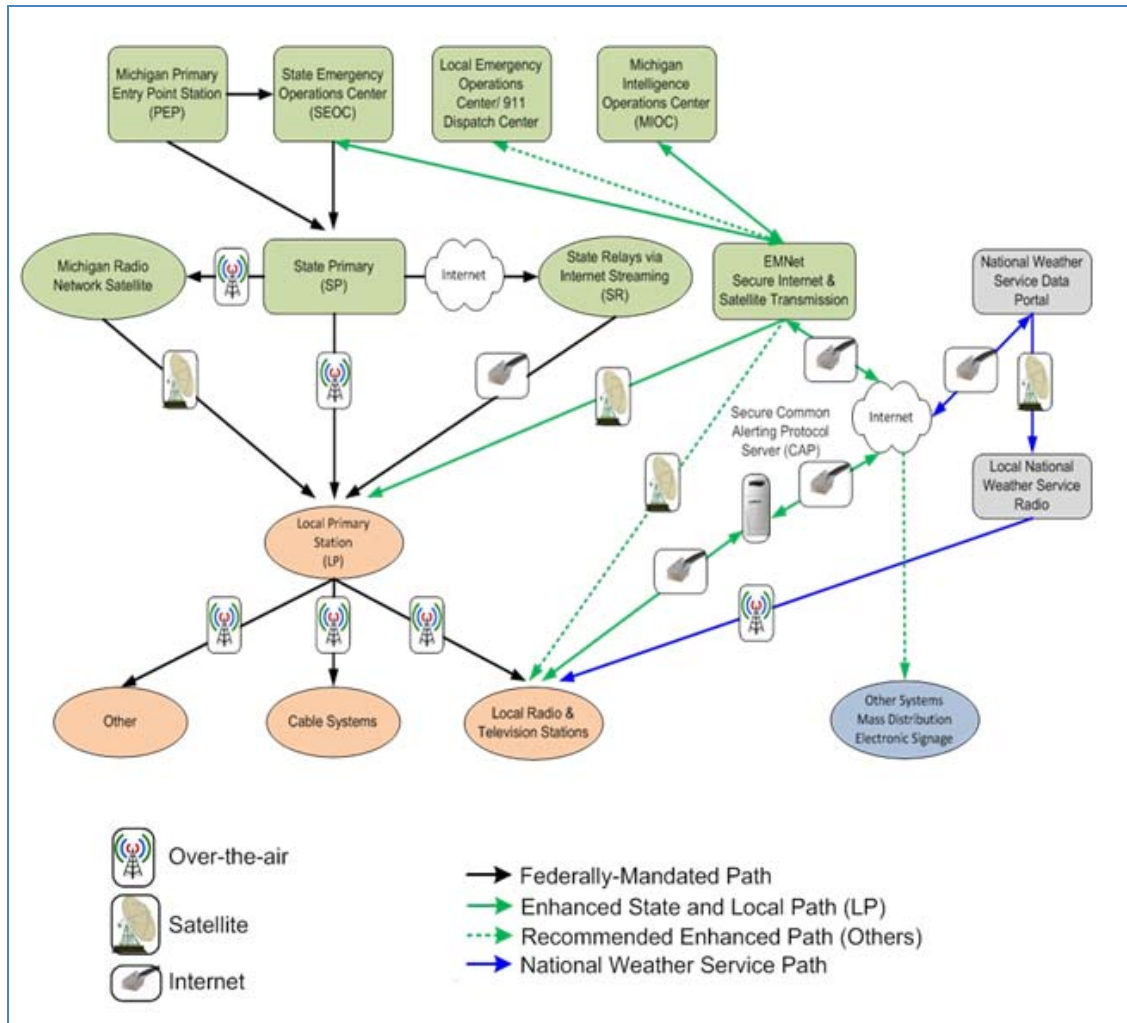 Michigan Primary
Entry Point Station
(PEP)
State Emergency
Operations Center
(SEOC)
Local Emergency
Operations
Center/ 911
Dispatch Center
Michigan
Intelligence
Operations Center
(MIOC)
Michigan Radio
Network Satellite
State Primary
(SP)
Internet
State Relays via
Internet Streaming
(SR)
EMNet
Secure Internet &
Satellite Transmission
National Weather
Service Data
Portal
Secure Common
Alerting Protocol
Server (CAP)
Internet
Local National
Weather Service
Radio
Local Primary
Station
(LP)
Other
Cable Systems
Local Radio &
Television Stations
Other Systems
Mass Distribution
Electronic Signage
Over-the-air
Satellite
Internet
Federally-Mandated Path
Enhanced State and Local Path (LP)
Recommended Enhanced Path (Others)
National Weather Service Path